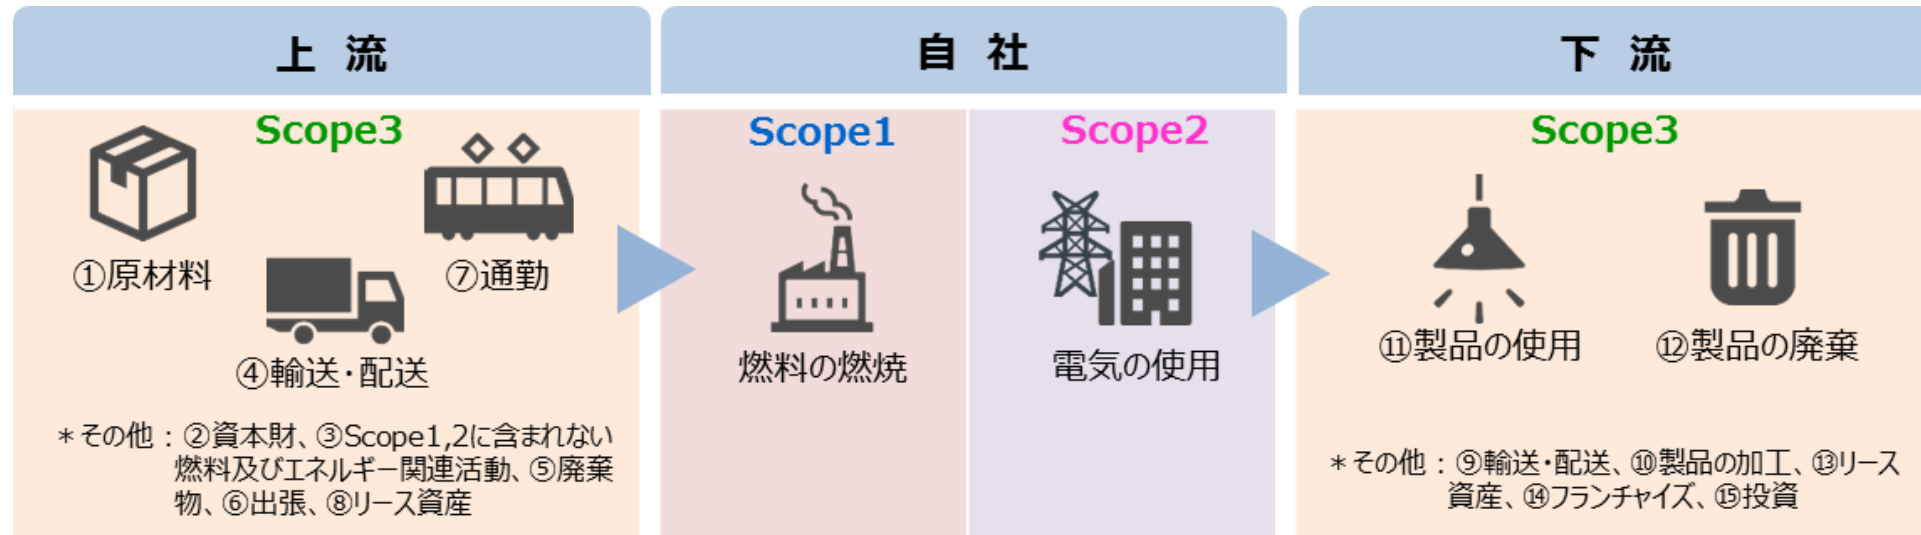 上 流
自 社
下 流
Scope3
Scope1
Scope2
Scope3
①原材料
⑦通勤
④輸送・配送
燃料の燃焼
電気の使用
⑪製品の使用
⑫製品の廃棄
＊その他：②資本財、③Scope1,2に含まれない
燃料及びエネルギー関連活動、⑤廃棄
物、⑥出張、⑧リース資産
＊その他：⑨輸送・配送、⑩製品の加工、⑬リース
資産、⑭フランチャイズ、⑮投資